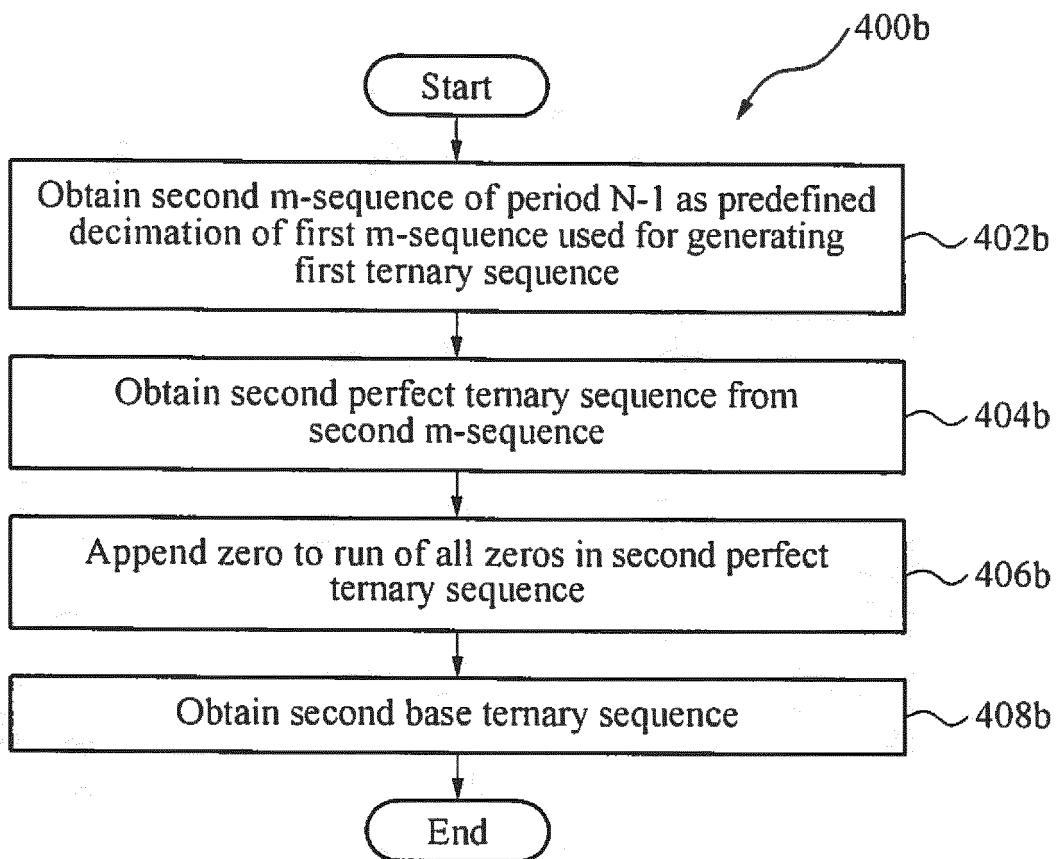 400b
Start
Obtain second m-sequence of period N-1 as predefined
decimation of first m-sequence used for generating
first ternary sequence
402b
Obtain second perfect ternary sequence from
second m-sequence
404b
Append zero to run of all zeros in second perfect
ternary sequence
406b
Obtain second base ternary sequence
408b
End